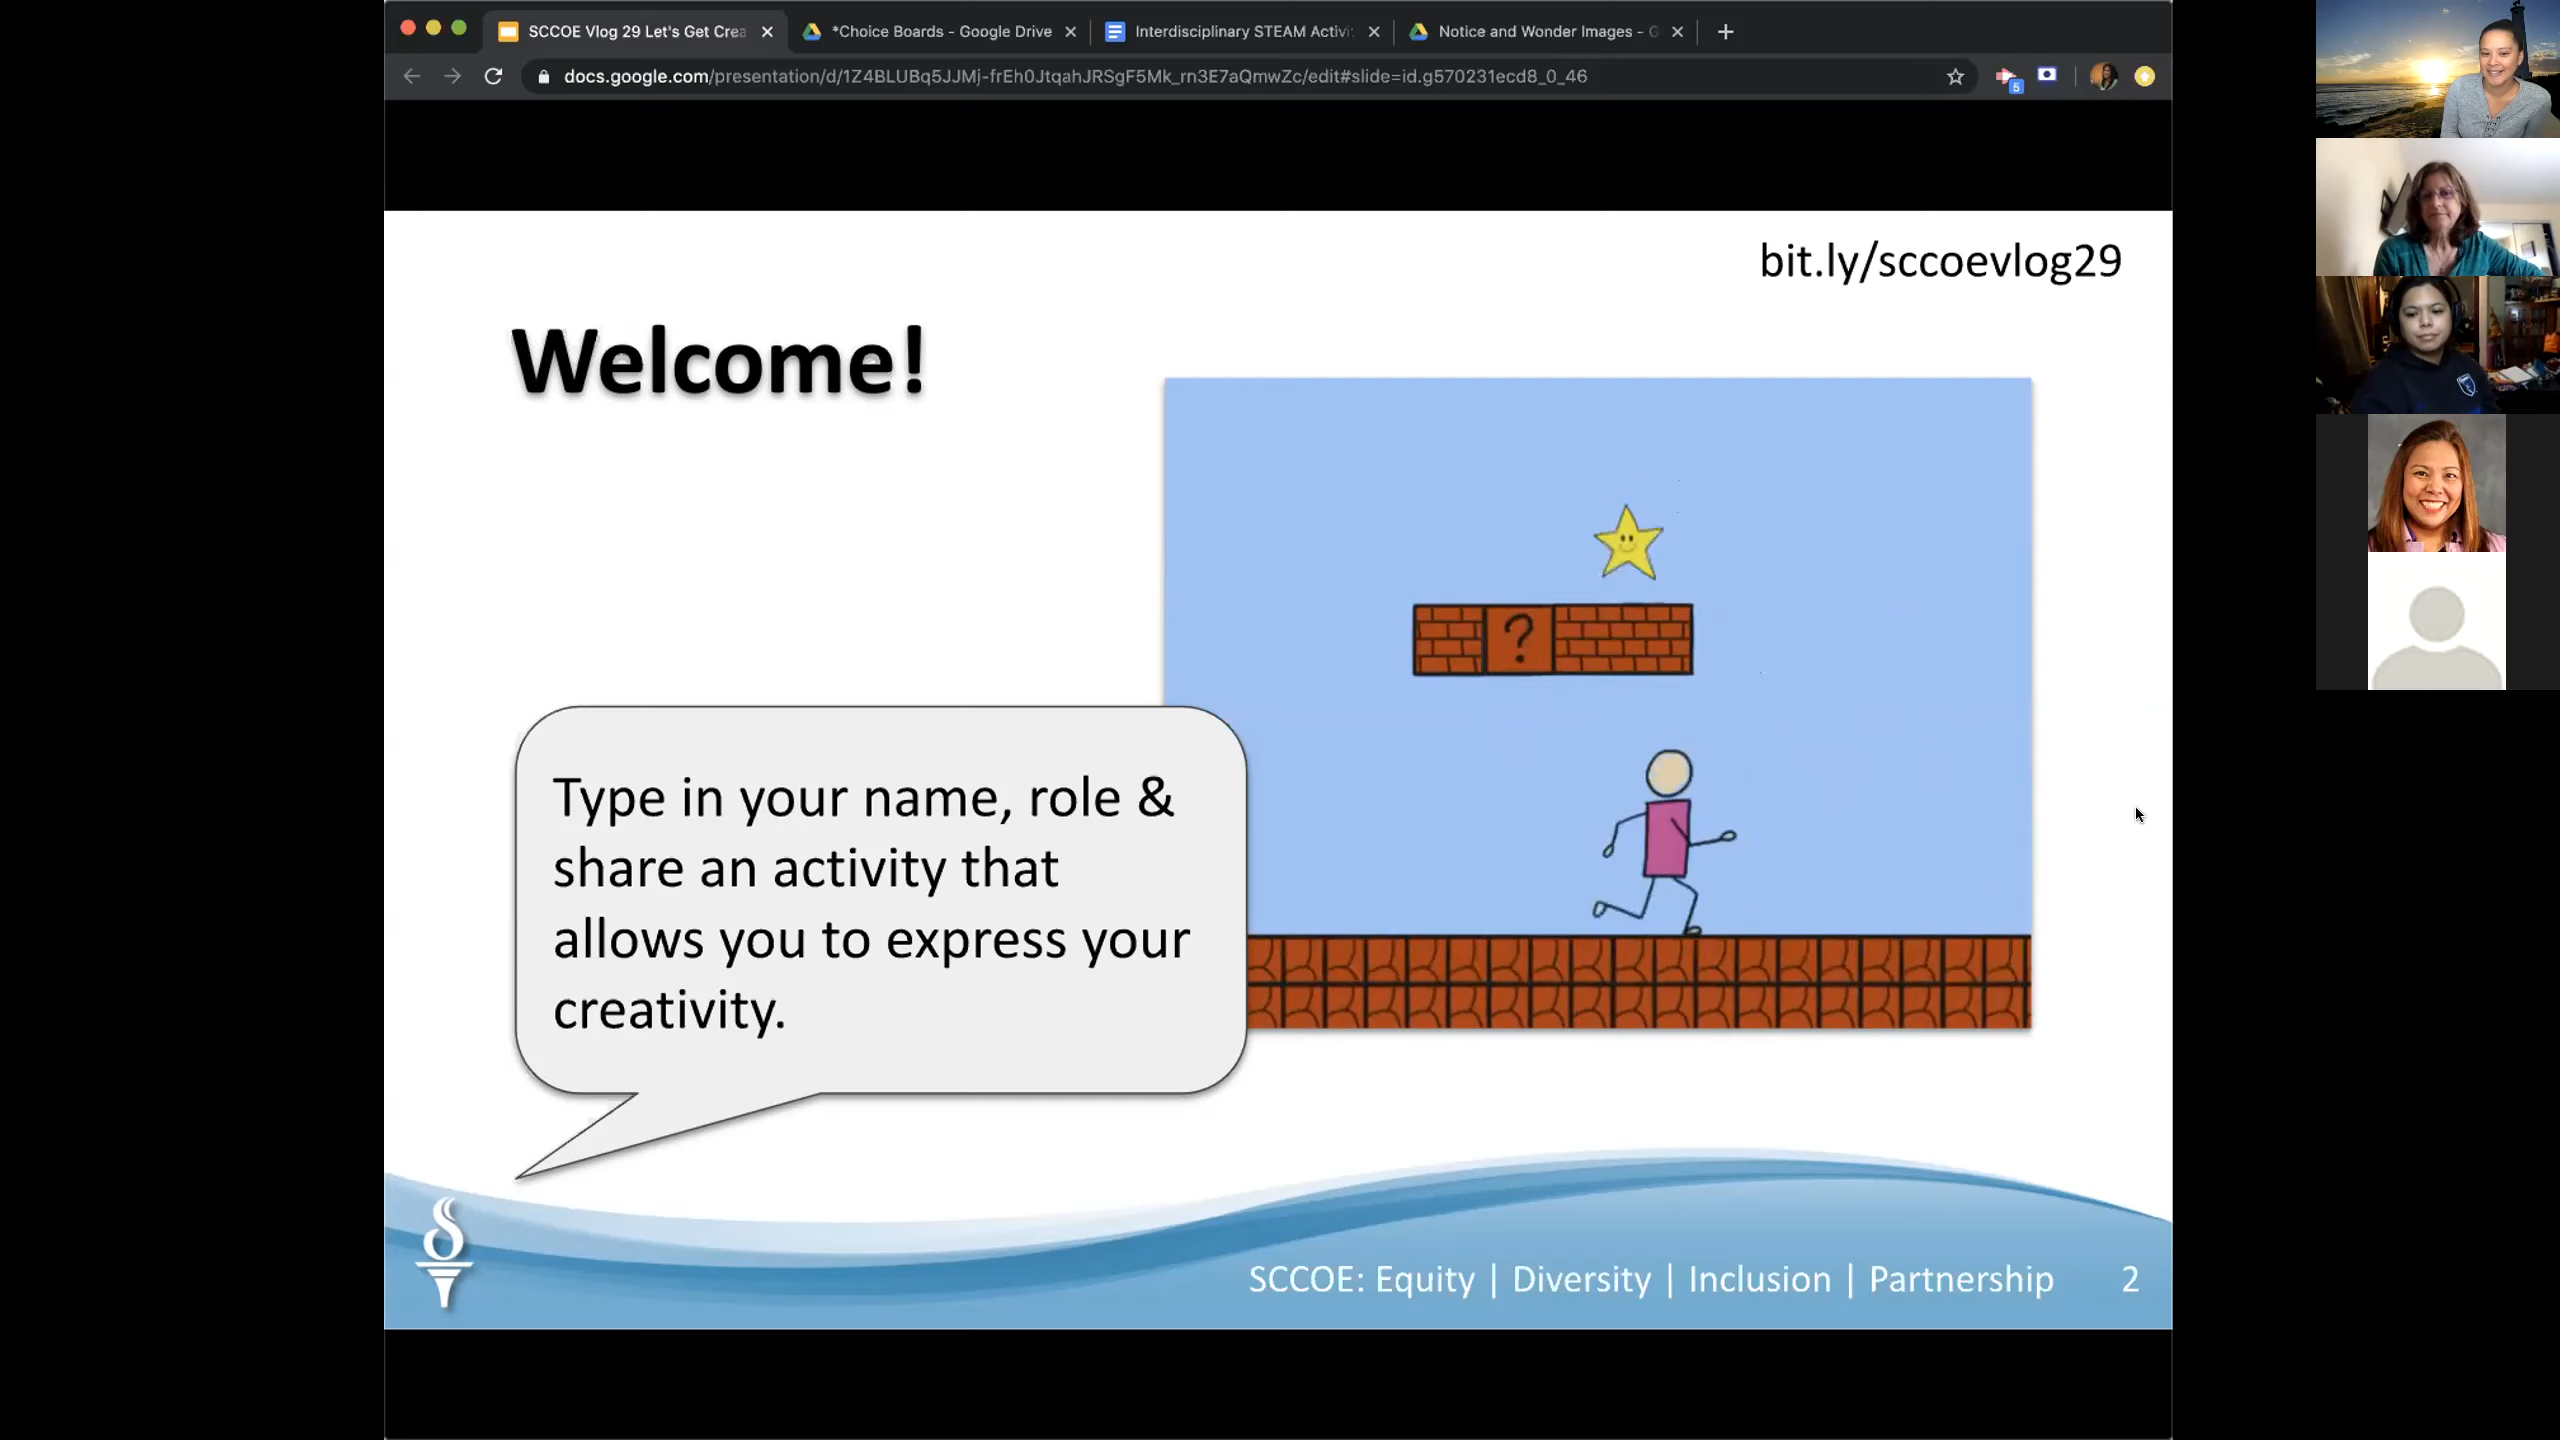 SCCOE Vlog 29 Let's Get Crea
*Choice Boards - Google Drive
Interdisciplinary STEAM Activi
Notice and Wonder Images - G
docs.google.com/presentation/d/1Z4BLUBq5JJMj-frEh0JtqahJRSgF5Mk_rn3E7aQmwZc/edit#slide=id.g570231ecd8_0_46
5
bit.ly/sccoevlog29
Welcome!
?
Type in your name, role &
share an activity that
allows you to express your
creativity.
SCCOE: Equity | Diversity | Inclusion | Partnership 2